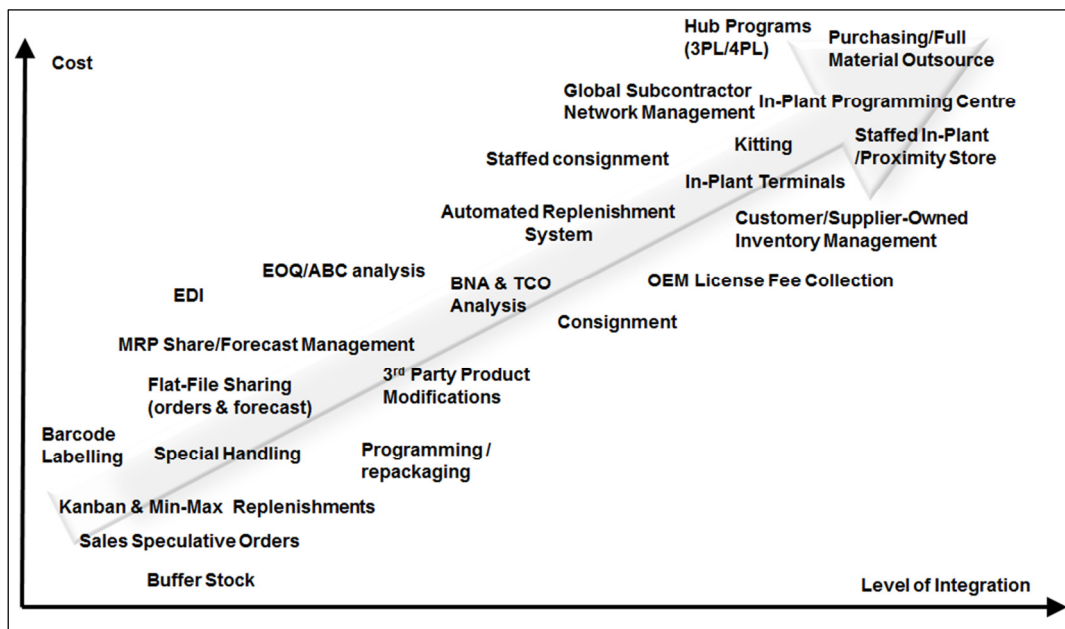 Hub Programs
(3PL/4PL)
Purchasing/Full
Material Outsource
Cost
Global Subcontractor
Network Management
In-Plant Programming Centre
Kitting
Staffed In-Plant
/Proximity Store
Staffed consignment
In-Plant Terminals
Automated Replenishment
System
Customer/Supplier-Owned
Inventory Management
EOQ/ABC analysis
BNA & TCO
Analysis
OEM License Fee Collection
EDI
Consignment
MRP Share/Forecast Management
3rd Party Product
Modifications
Flat-File Sharing
(orders & forecast)
Barcode
Labelling
Special Handling
Programming /
repackaging
Kanban & Min-Max Replenishments
Sales Speculative Orders
Buffer Stock
Level of Integration